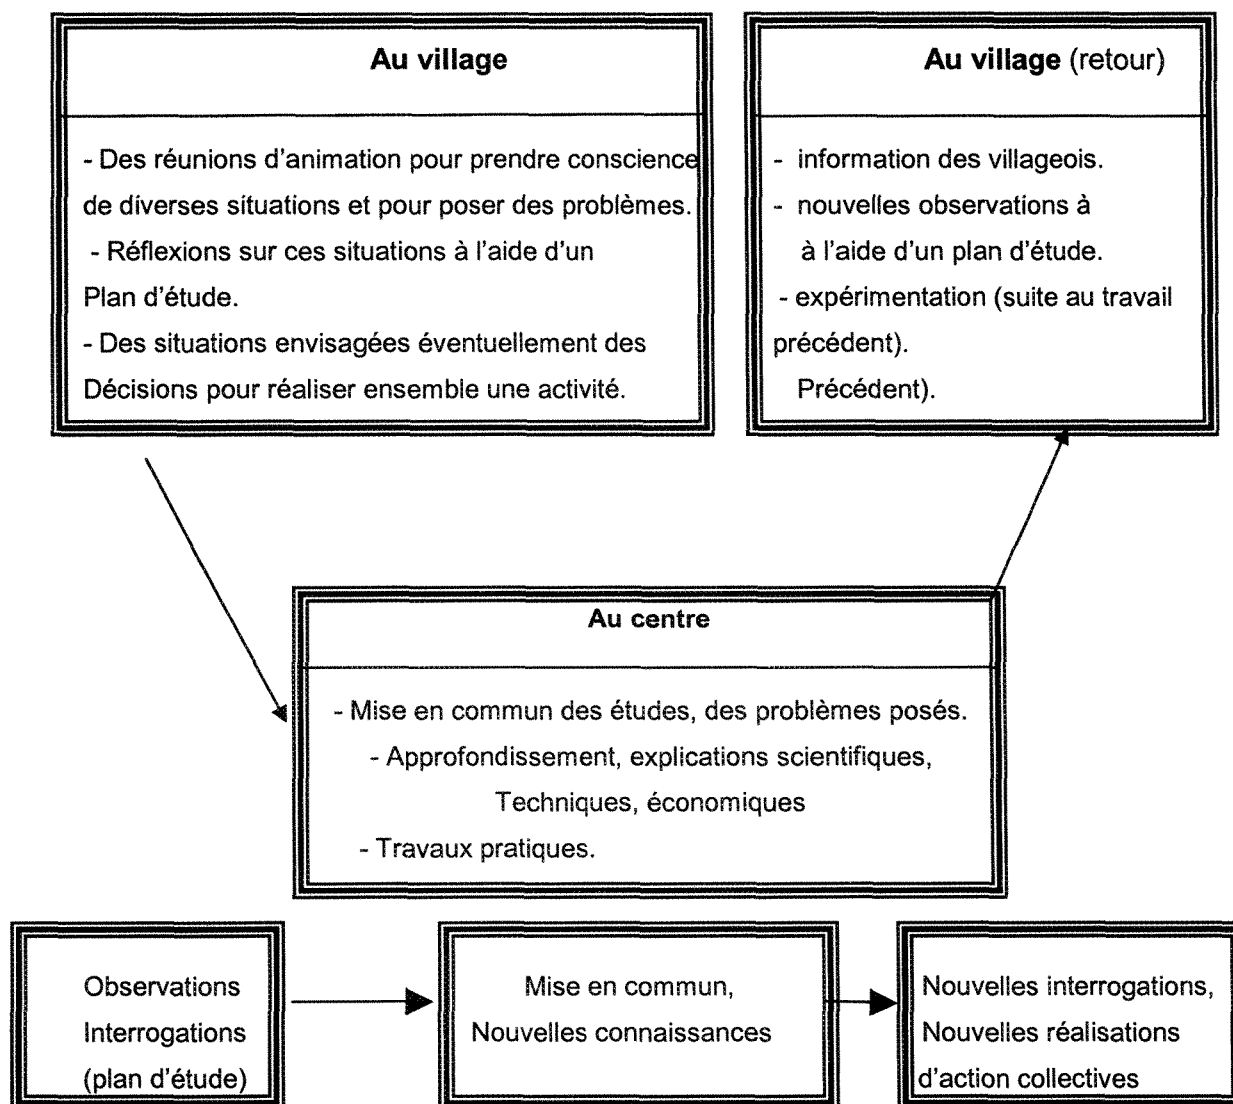 Au village
- Des réunions d'animation pour prendre conscience
de diverses situations et pour poser des problèmes.
- Réflexions sur ces situations à l'aide d'un
Plan d'étude.
- Des situations envisagées éventuellement des
Décisions pour réaliser ensemble une activité.
Au village (retour)
- information des villageois.
- nouvelles observations à
à l'aide d'un plan d'étude.
- expérimentation (suite au travail
précédent).
Précédent).
Au centre
- Mise en commun des études, des problèmes posés.
- Approfondissement, explications scientifiques,
Techniques, économiques
- Travaux pratiques.
Observations
Interrogations
(plan d'étude)
Mise en commun,
Nouvelles connaissances
Nouvelles interrogations,
Nouvelles réalisations
d'action collectives